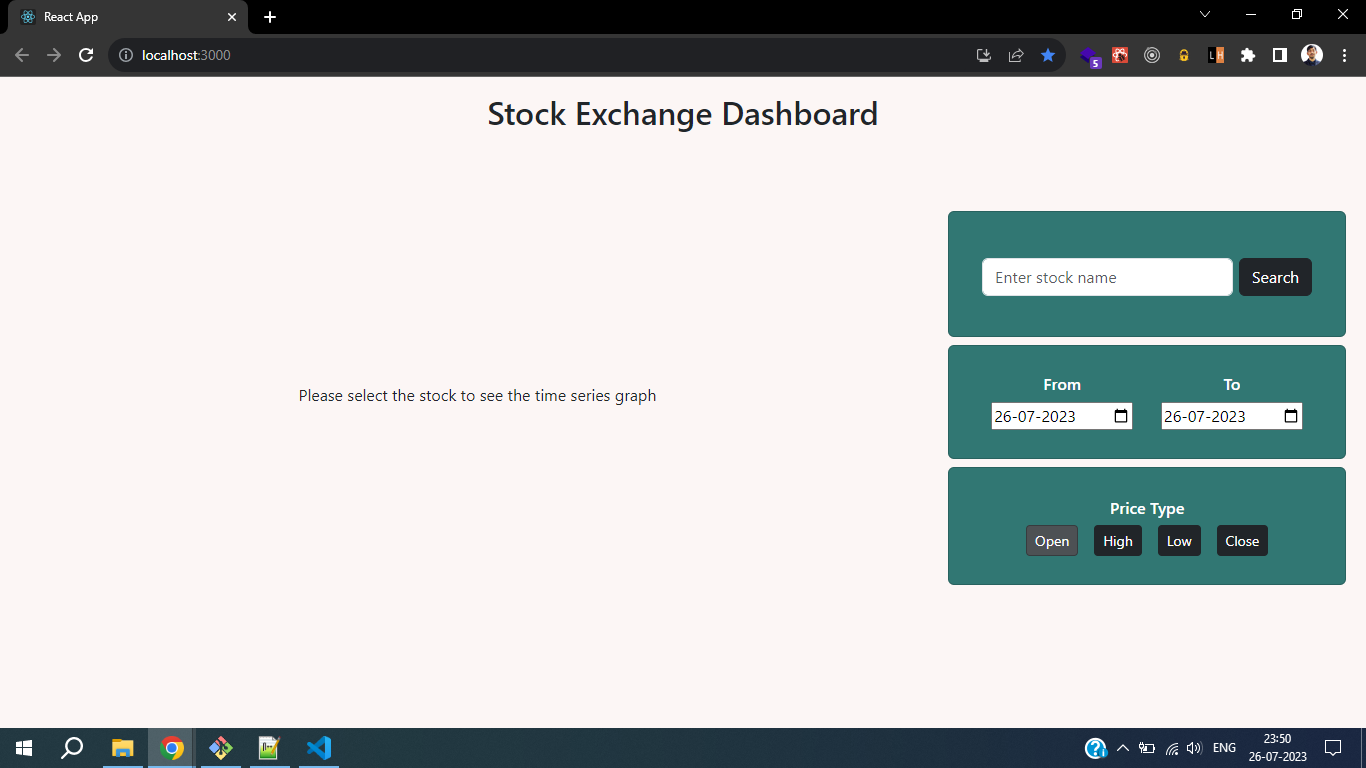 React App
localhost:3000
5
L H
Stock Exchange Dashboard
Enter stock name
Search
From To
26-07-2023 26-07-2023
Please select the stock to see the time series graph
Price Type
Open High Low Close
ENG
23:50
26-07-2023